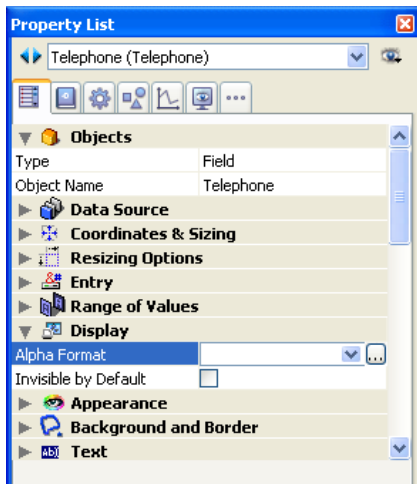 Property List
Telephone (Telephone)
Objects
Type Field
Object Name Telephone
Data Source
Coordinates & Sizing
Resizing Options
Entry
Range of Values
Display
Alpha Format ...
Invisible by Default
Appearance
Background and Border
Text